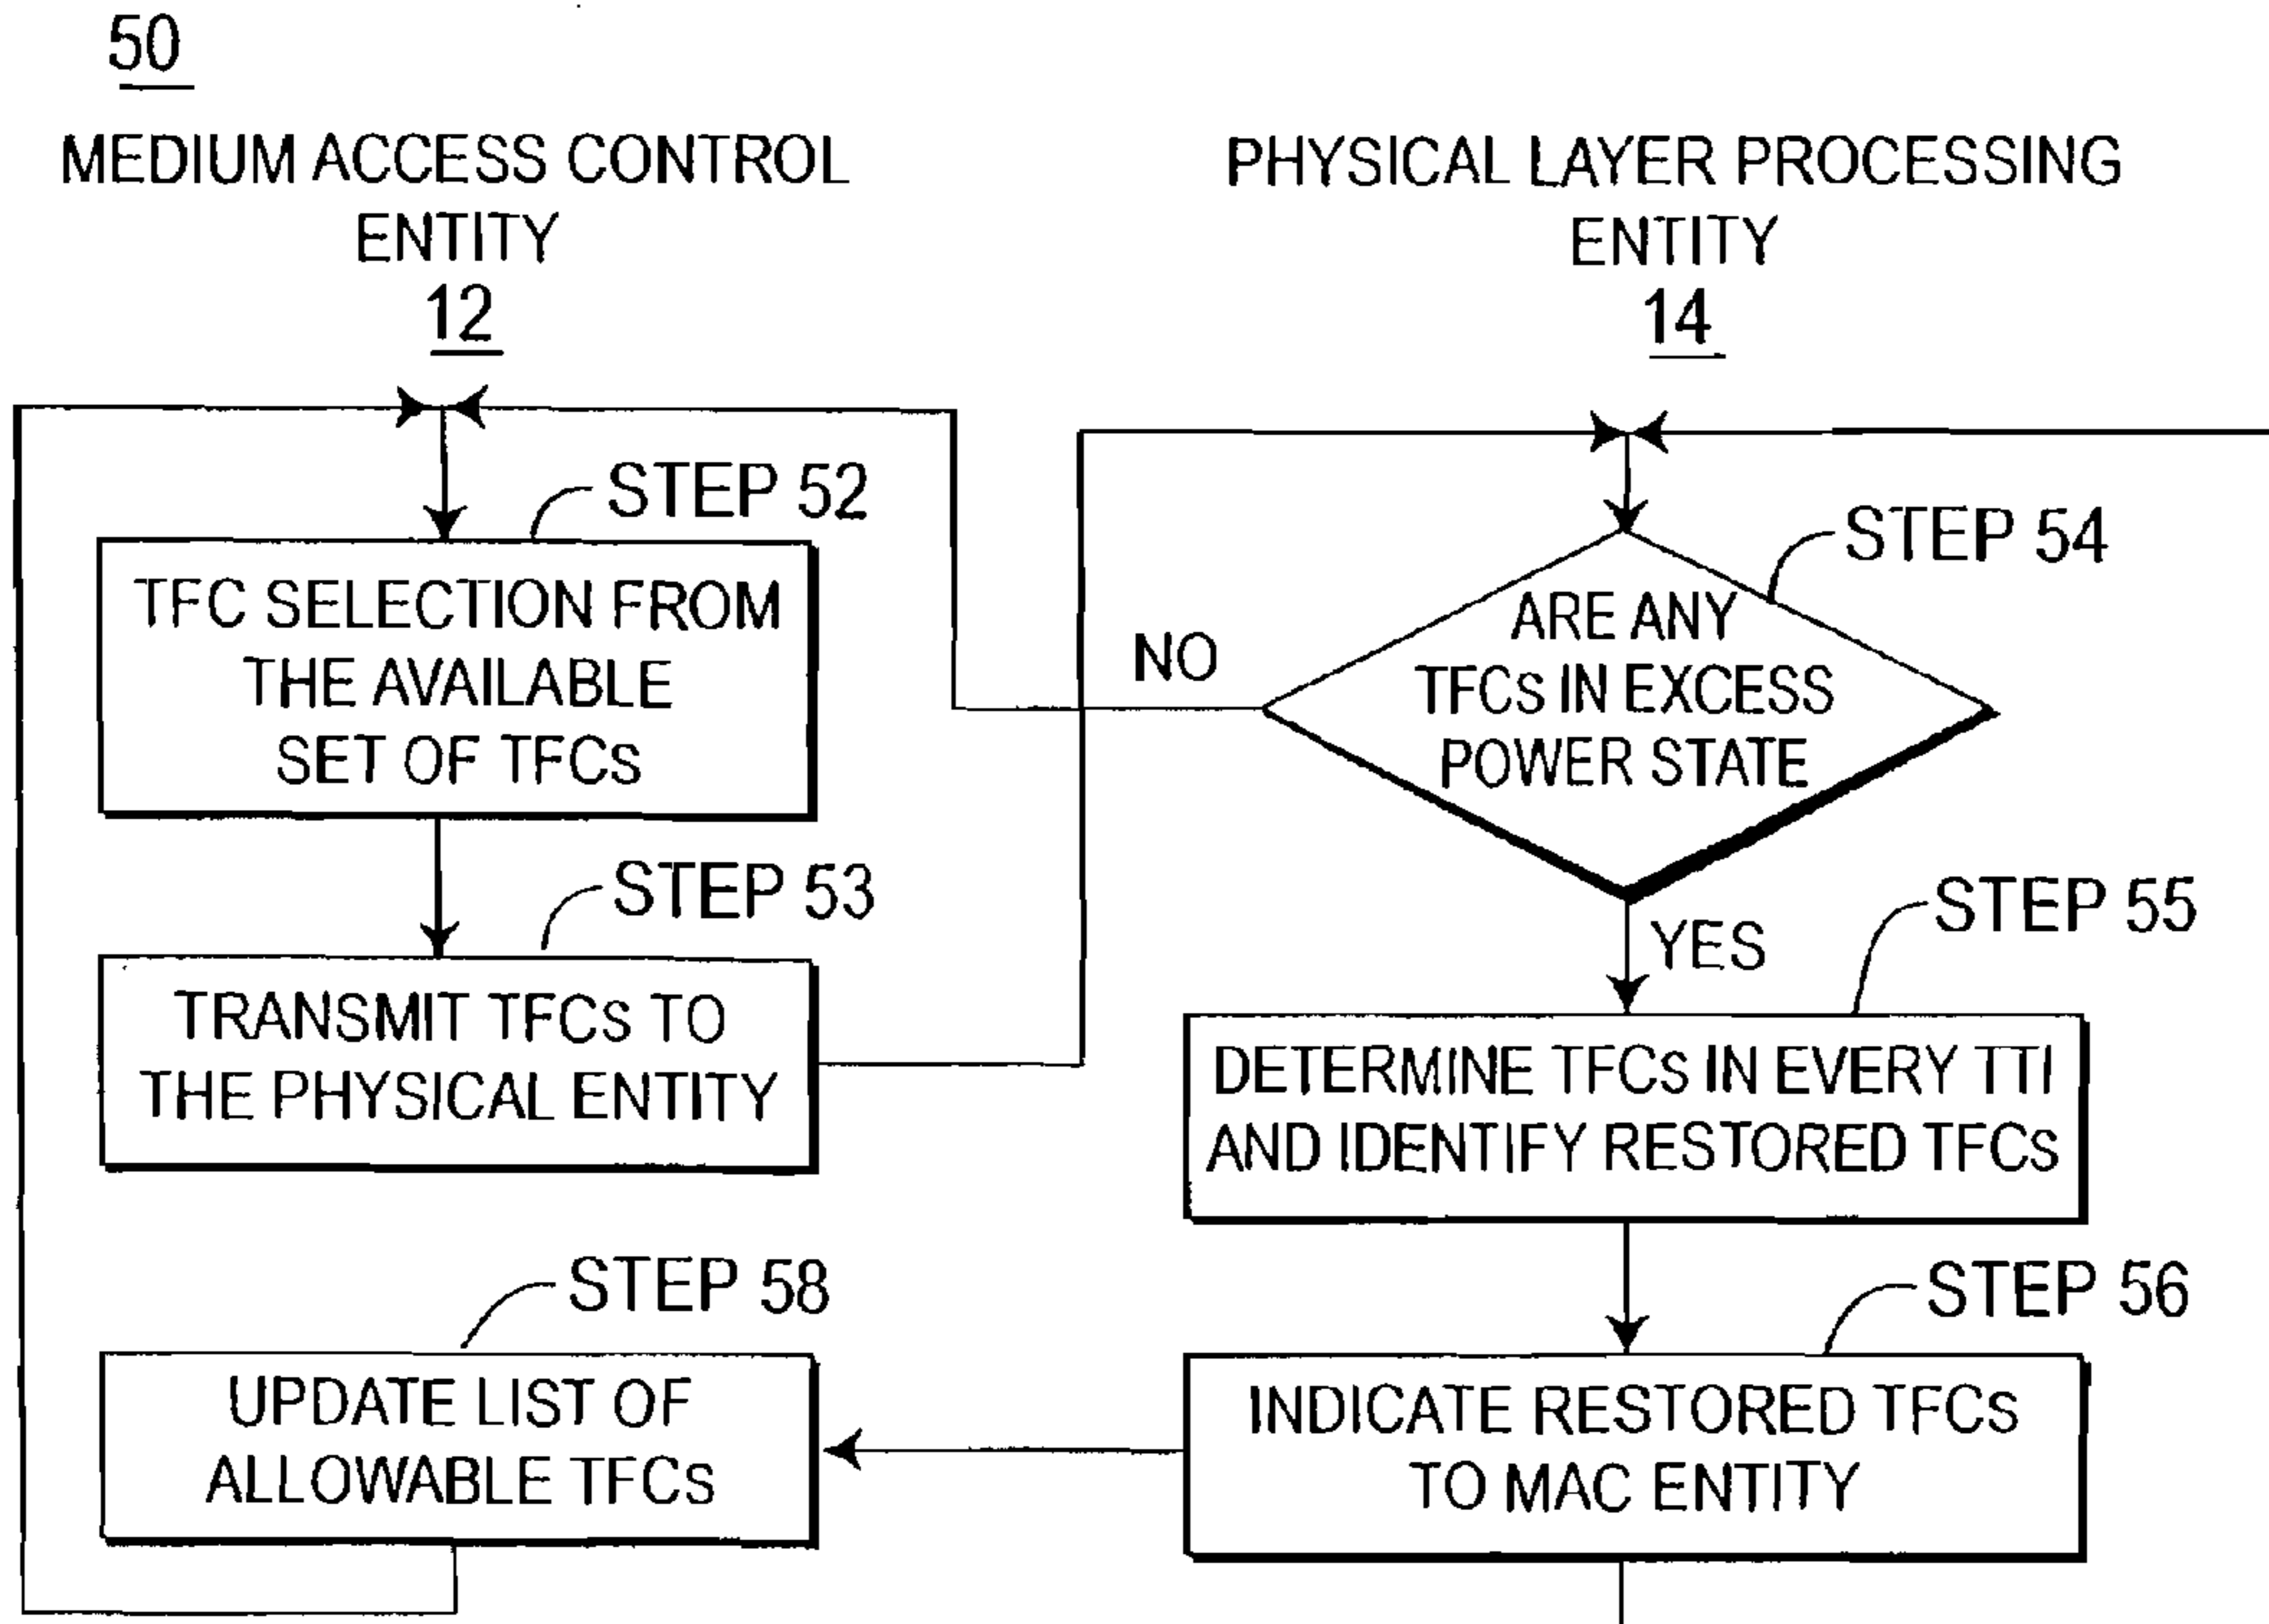 50
MEDIUM ACCESS CONTROL
ENTITY
12
PHYSICAL LAYER PROCESSING
ENTITY
14
STEP 52
TFC SELECTION FROM
THE AVAILABLE
SET OF TFCs
STEP 53
TRANSMIT TFCs TO
THE PHYSICAL ENTITY
STEP 54
ARE ANY
TFCs IN EXCESS
POWER STATE
NO
YES
STEP 55
DETERMINE TFCs IN EVERY TTI
AND IDENTIFY RESTORED TFCs
STEP 56
INDICATE RESTORED TFCs
TO MAC ENTITY
STEP 58
UPDATE LIST OF
ALLOWABLE TFCs